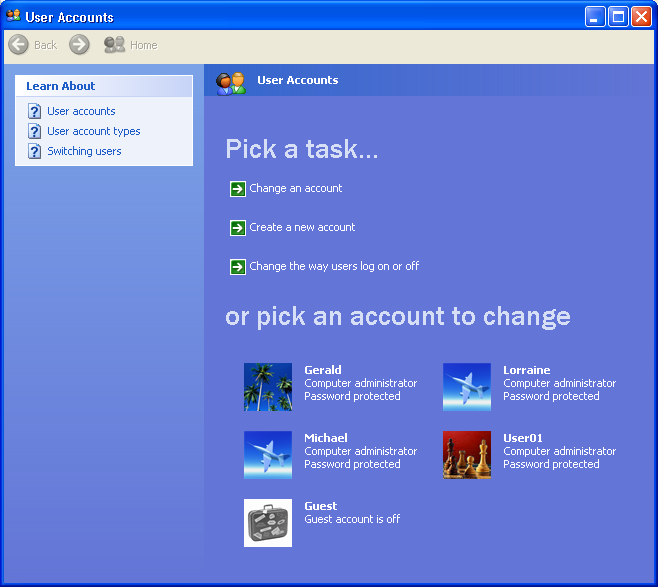 User Accounts
Back
Home
Learn About
User accounts
User account types
Switching users
User Accounts
Pick a task...
Change an account
Create a new account
Change the way users log on or off
or pick an account to change
Gerald
Computer administrator
Password protected
Lorraine
Computer administrator
Password protected
Michael
Computer administrator
Password protected
User01
Computer administrator
Password protected
Guest
Guest account is off